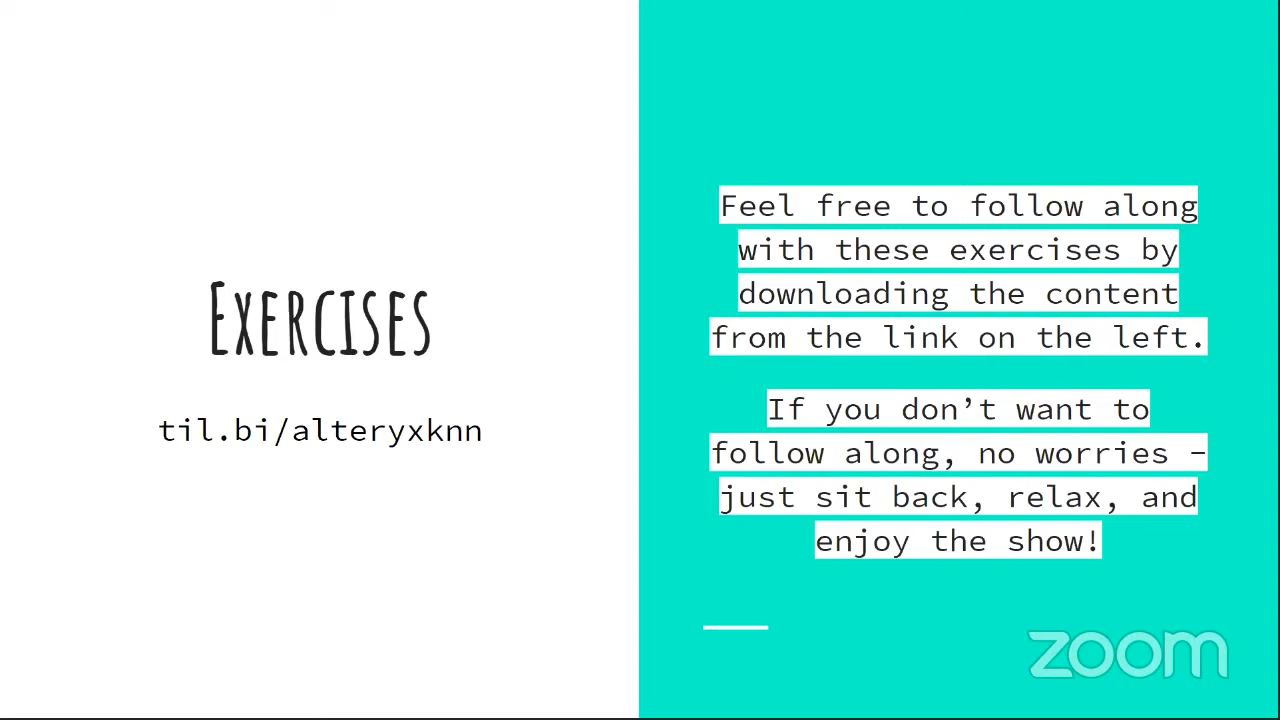 Exercises
til.bi/alteryxknn
Feel free to follow along
with these exercises by
downloading the content
from the link on the left.
If you don’t want to
follow along, no worries –
just sit back, relax, and
enjoy the show!
zoom